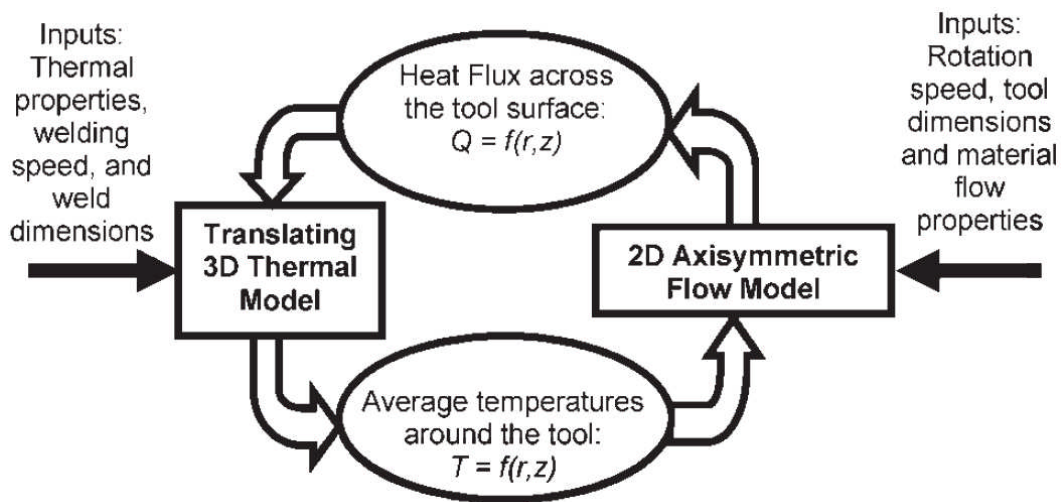 Inputs:
Thermal
properties,
welding
speed, and
weld
dimensions
Heat Flux across
the tool surface:
Q = f(r,z)
Inputs:
Rotation
speed, tool
dimensions
and material
flow
properties
Translating
3D Thermal
Model
2D Axisymmetric
Flow Model
Average temperatures
around the tool:
T = f(r,z)